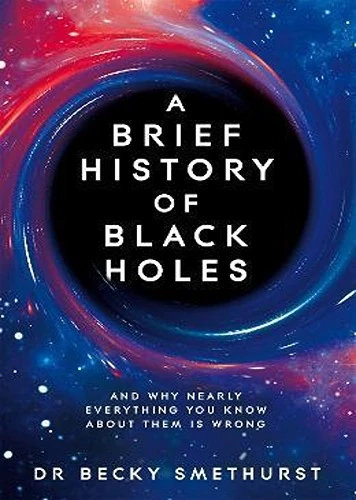 A
BRIEF
HISTORY
OF
BLACK
HOLES
AND WHY NEARLY
EVERYTHING YOU KNOW
ABOUT THEM IS WRONG
DR BECKY SMETHURST